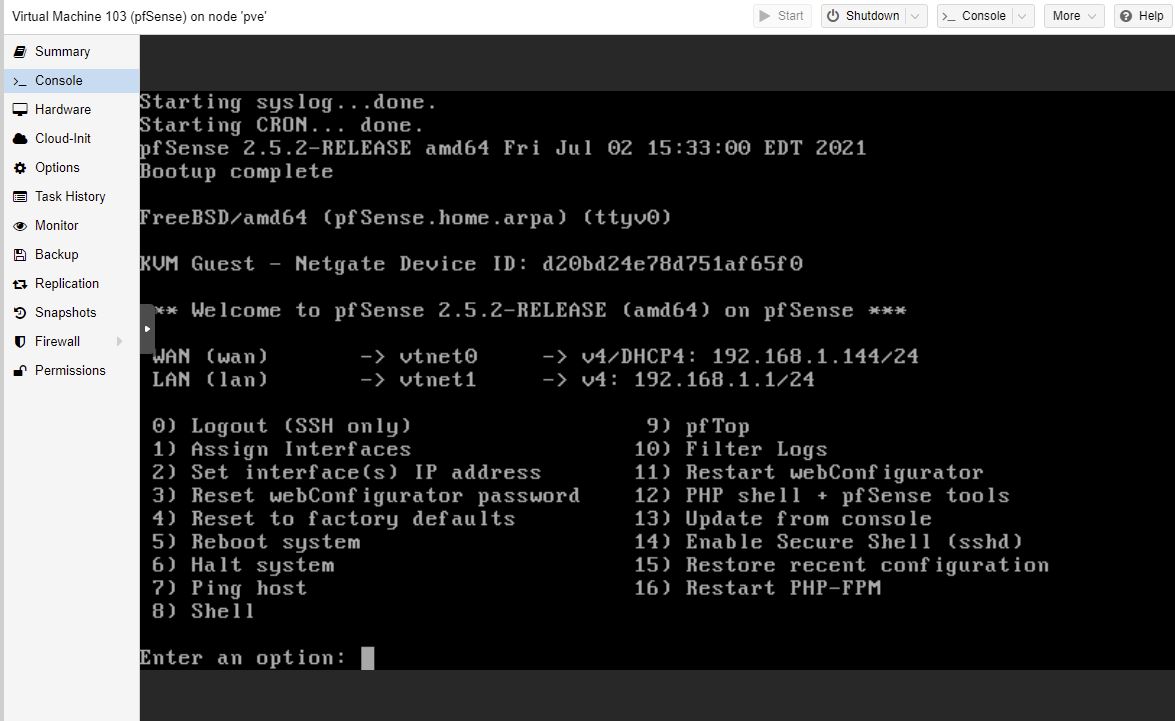 Virtual Machine 103 (pfSense) on node 'pve'
Start
Shutdown
Console
More
Help
Summary
Console
Hardware
Cloud-Init
Options
Task History
Monitor
Backup
Replication
Snapshots
Firewall
Permissions
Starting syslog...done.
Starting CRON... done.
pfSense 2.5.2-RELEASE amd64 Fri Jul 02 15:33:00 EDT 2021
Bootup complete
FreeBSD/amd64 (pfSense.home.arpa) (ttyv0)
KVM Guest - Netgate Device ID: d20bd24e78d751af65f0
** Welcome to pfSense 2.5.2-RELEASE (amd64) on pfSense ***
WAN (wan) -> vtnet0 -> v4/DHCP4: 192.168.1.144/24
LAN (lan) -> vtnet1 -> v4: 192.168.1.1/24
0) Logout (SSH only) 9) pfTop
1) Assign Interfaces 10) Filter Logs
2) Set interface(s) IP address 11) Restart webConfigurator
3) Reset webConfigurator password 12) PHP shell + pfSense tools
4) Reset to factory defaults 13) Update from console
5) Reboot system 14) Enable Secure Shell (sshd)
6) Halt system 15) Restore recent configuration
7) Ping host 16) Restart PHP-FPM
8) Shell
Enter an option: